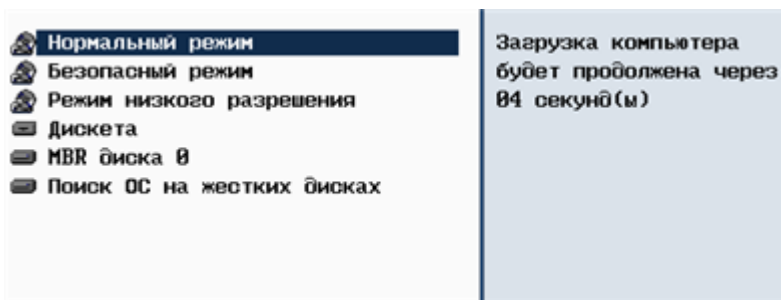 Нормальный режим
Безопасный режим
Режим низкого разрешения
Дискета
MBR диска 0
Поиск ОС на жестких дисках
Загрузка компьютера
будет продолжена через
04 секунд(ы)